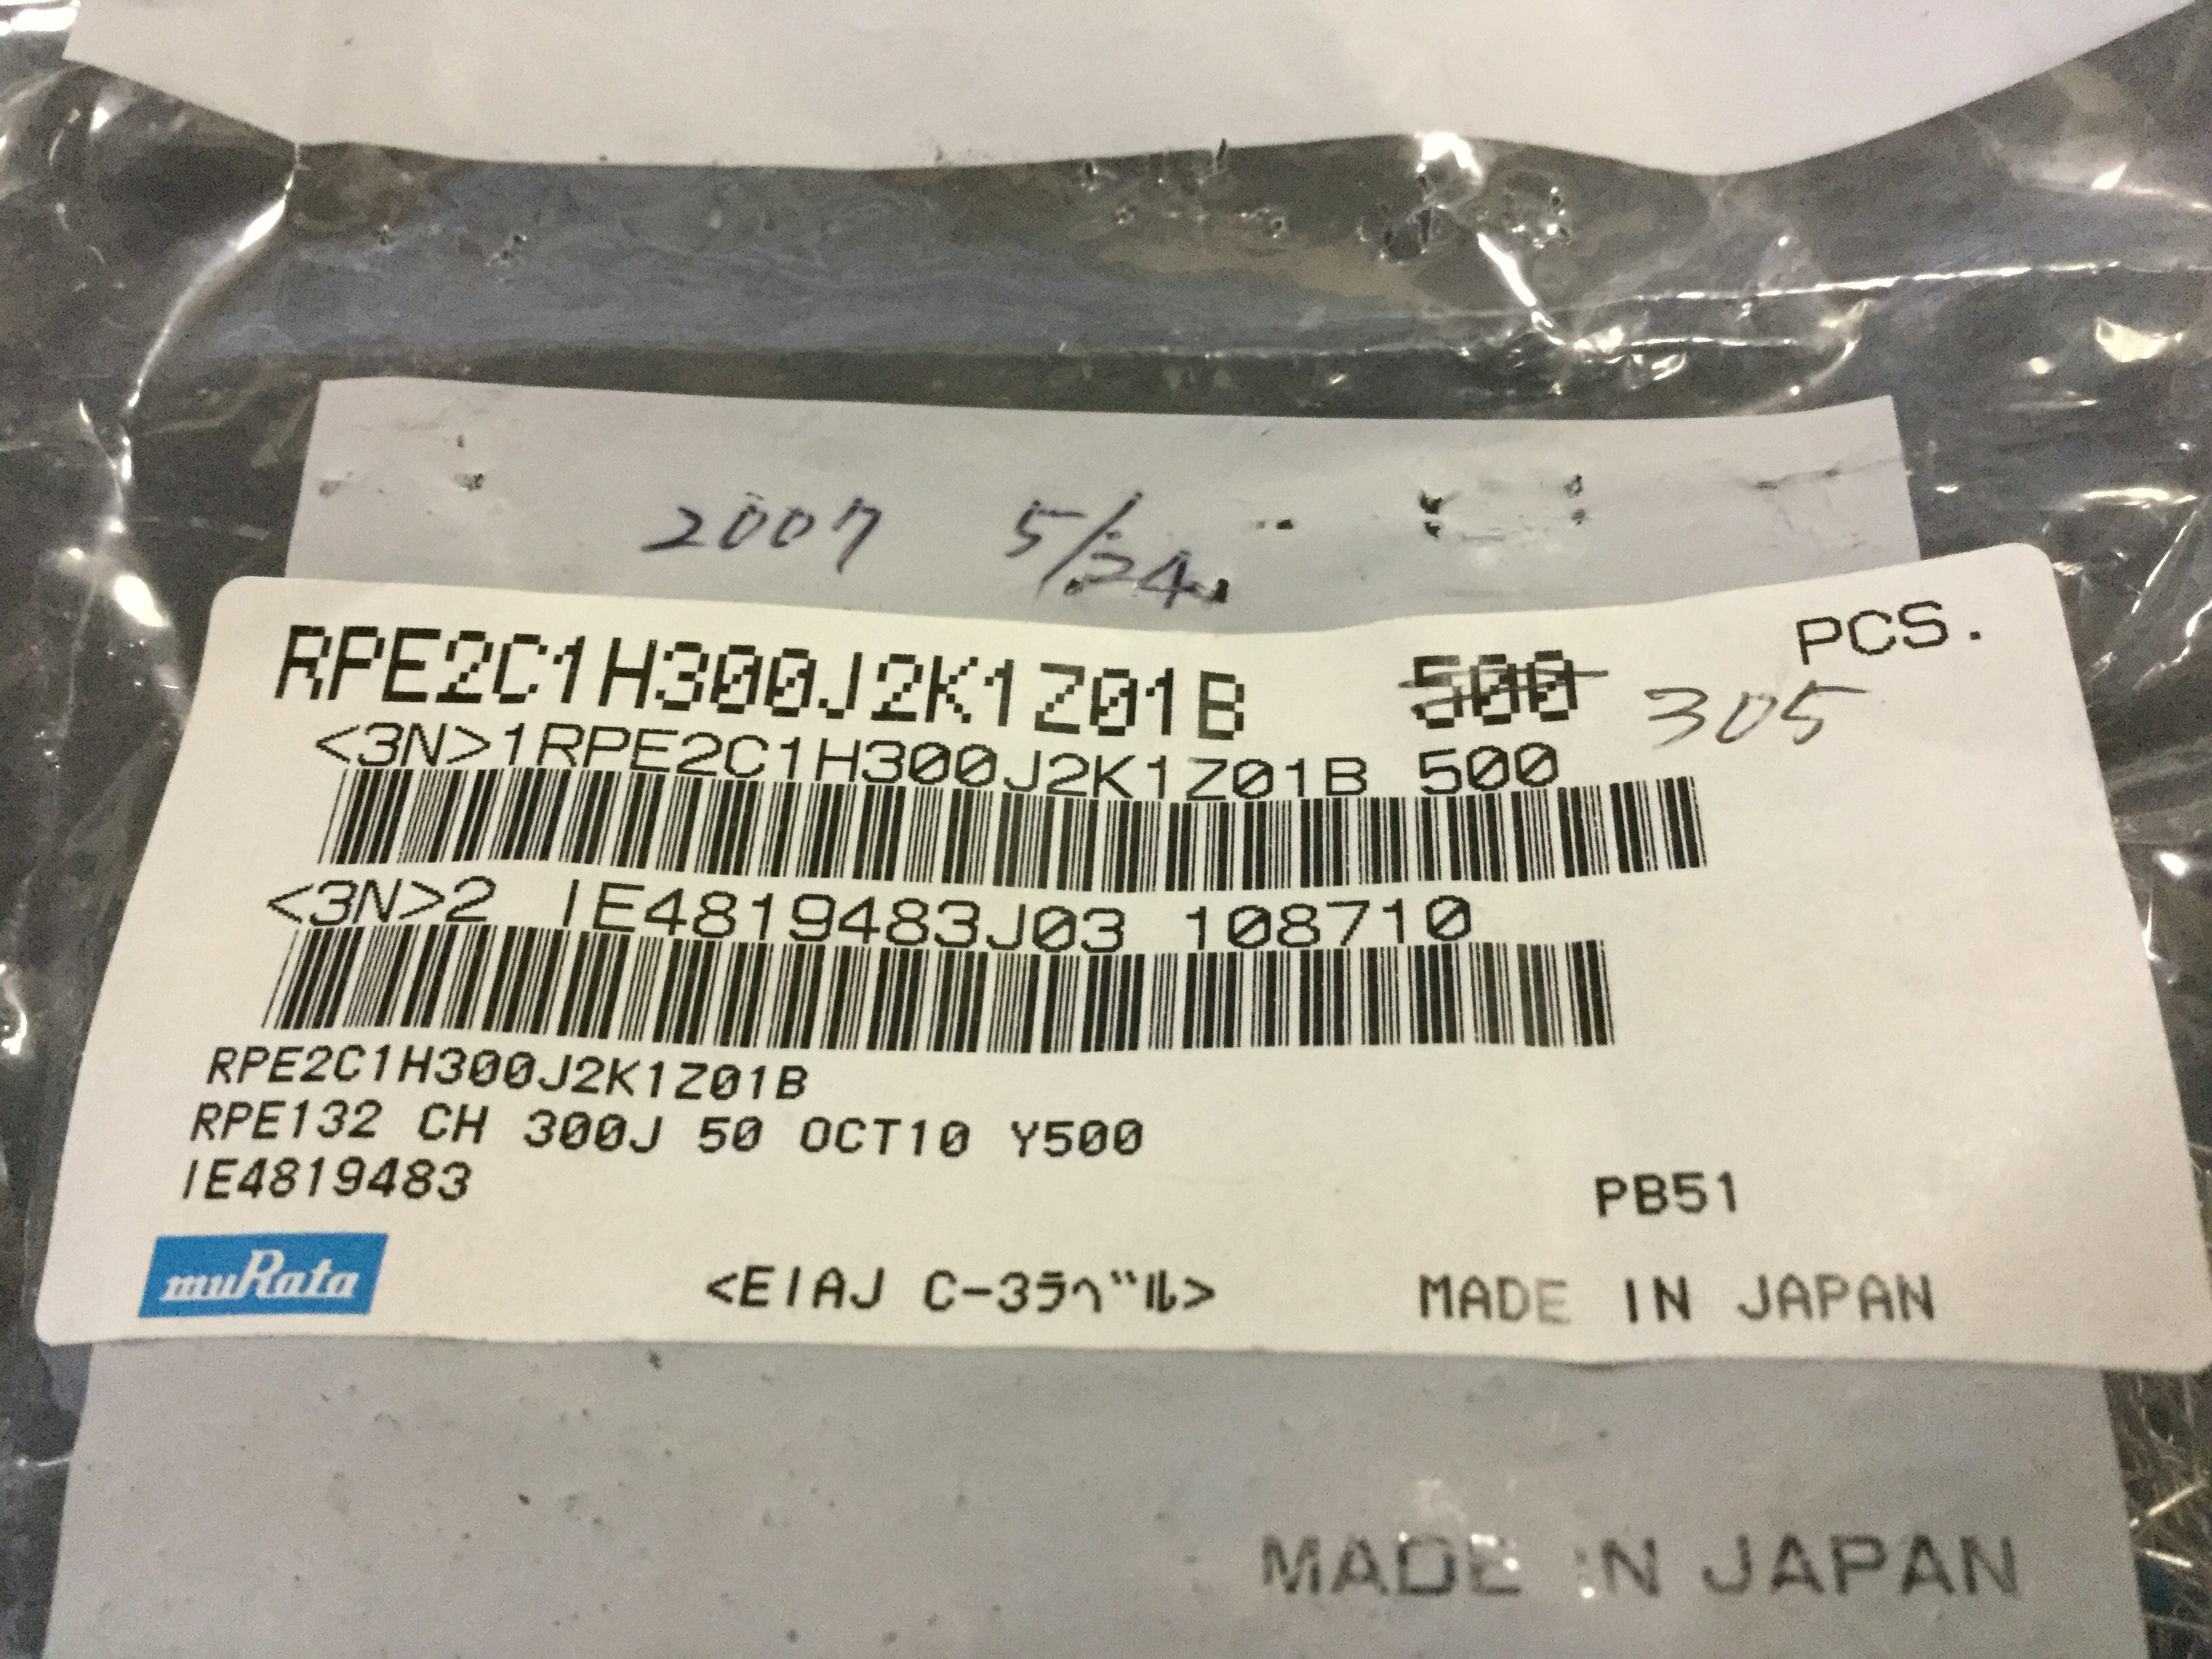 2007 5/24
PCS.
RPE2C1H300J2K1Z01B 500 305
<3N>1RPE2C1H300J2K1Z01B 500
<3N>2 IE4819483J03 108710
RPE2C1H300J2K1Z01B
RPE132 CH 300J 50 OCT10 Y500
IE4819483
PB51
muRata
<EIAJ C-3ラベル>
MADE IN JAPAN
MADE IN JAPAN